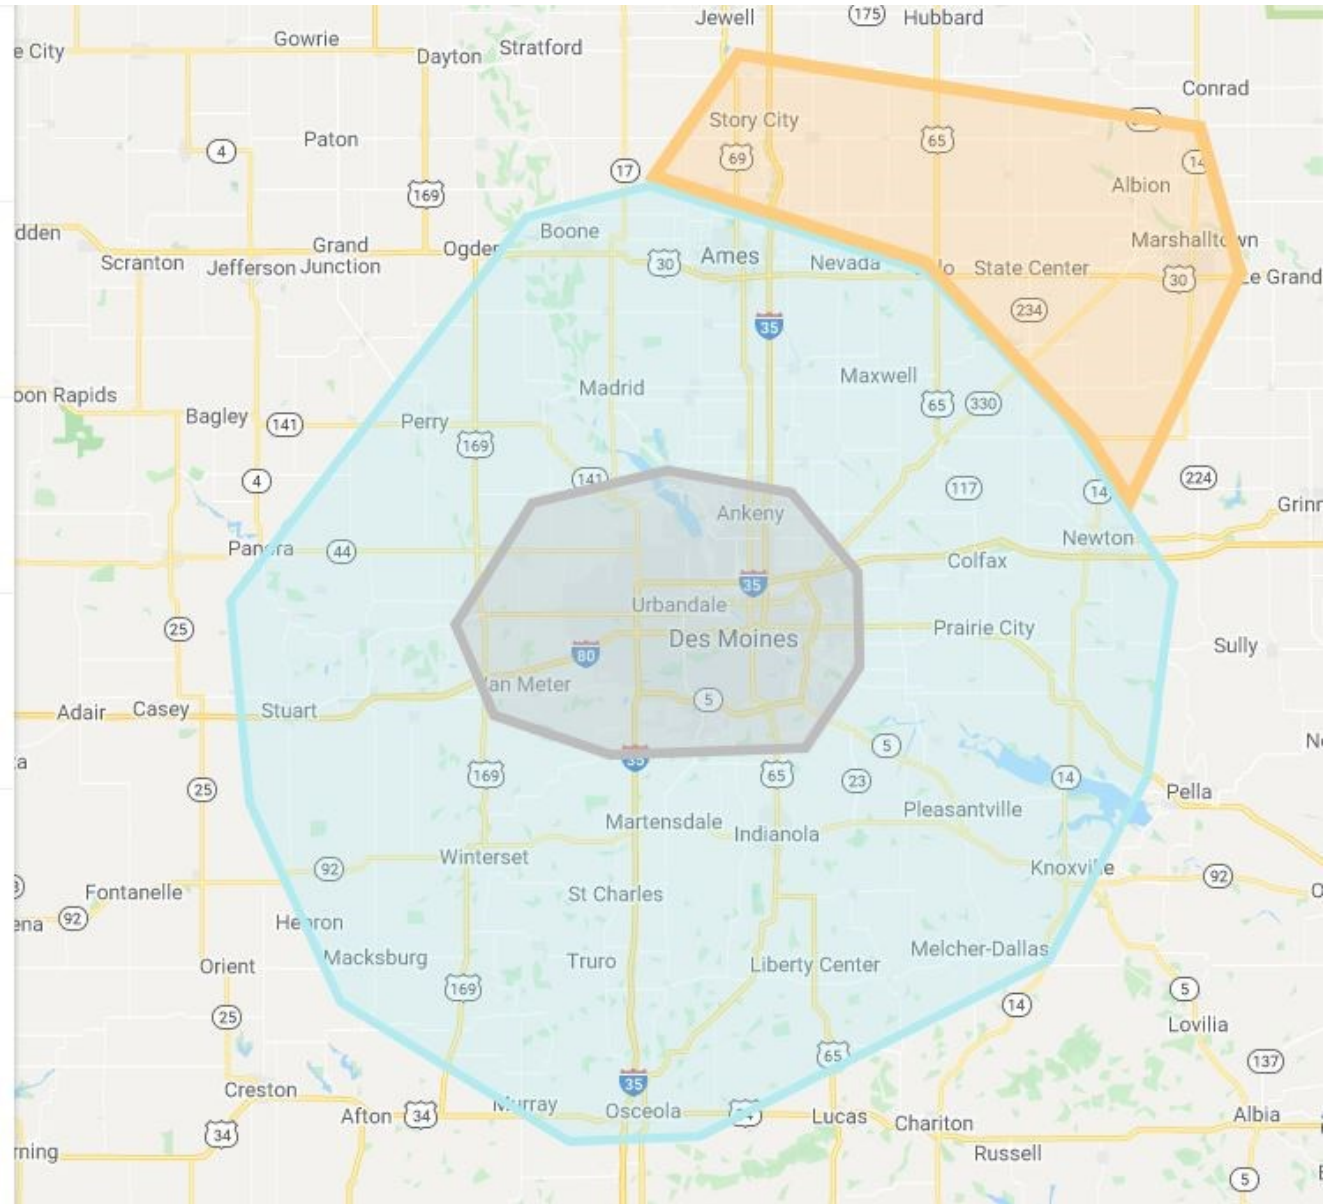 Jewell
175
Hubbard
e City
Gowrie
Dayton
Stratford
Conrad
Story City
Paton
4
69
65
17
14
169
Albion
dden
Boone
Marshalltown
Grand
Junction
Ogden
Scranton
Jefferson
30
Ames
Nevada
lo
State Center
30
Le Grand
234
35
Madrid
Maxwell
oon Rapids
Bagley
141
Perry
65
330
169
4
141
117
14
224
Ankeny
Grinn
Panora
44
Newton
Colfax
35
Urbandale
25
Des Moines
Prairie City
80
Sully
Van Meter
5
Adair
Casey
Stuart
5
35
a
169
65
23
14
25
Pella
Martensdale
Indianola
Pleasantville
Winterset
92
Knoxville
92
Fontanelle
St Charles
ena
92
Hebron
Macksburg
Truro
Liberty Center
Melcher-Dallas
Orient
169
5
25
14
Lovilia
65
137
35
Creston
Afton
34
Murray
Osceola
34
Lucas
Chariton
Albia
34
rning
Russell
5